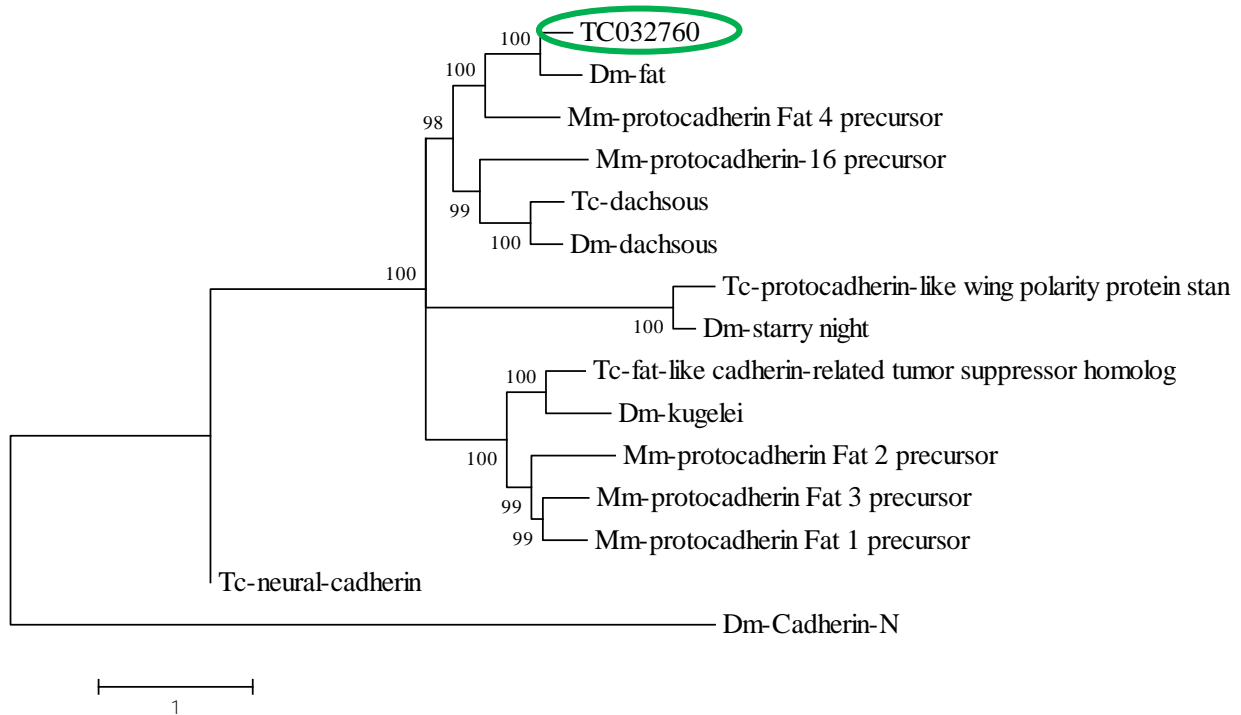 TC032760
100
Dm-fat
100
Mm-protocadherin Fat 4 precursor
98
Mm-protocadherin-16 precursor
Tc-dachsous
99
100
Dm-dachsous
100
Tc-protocadherin-like wing polarity protein stan
100
Dm-starry night
Tc-fat-like cadherin-related tumor suppressor homolog
100
Dm-kugelei
100
Mm-protocadherin Fat 2 precursor
99
Mm-protocadherin Fat 3 precursor
99
Mm-protocadherin Fat 1 precursor
Tc-neural-cadherin
Dm-Cadherin-N
1